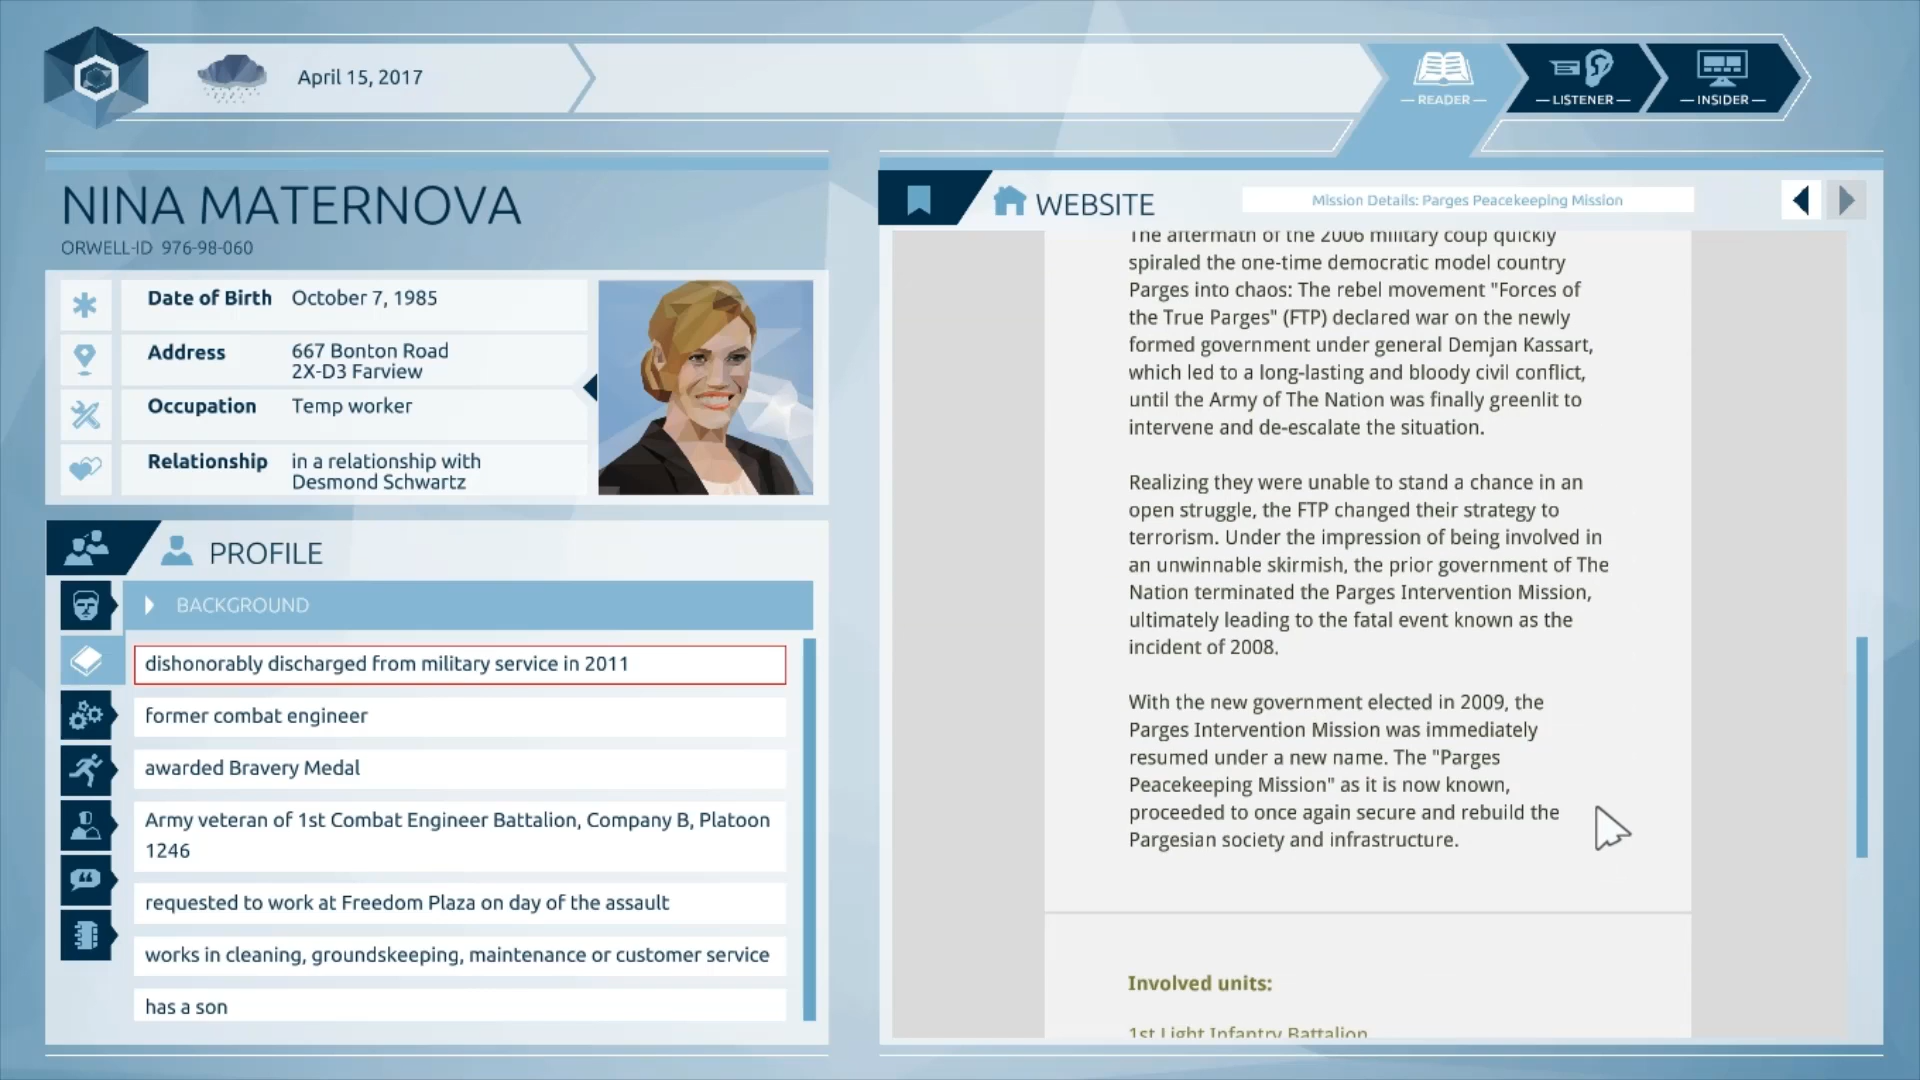 April 15, 2017
READER
LISTENER
INSIDER
NINA MATERNOVA
ORWELL-ID 976-98-060
Date of Birth October 7, 1985
Address 667 Bonton Road
2X-D3 Farview
Occupation Temp worker
Relationship in a relationship with
Desmond Schwartz
PROFILE
BACKGROUND
dishonorably discharged from military service in 2011
former combat engineer
awarded Bravery Medal
Army veteran of 1st Combat Engineer Battalion, Company B, Platoon
1246
requested to work at Freedom Plaza on day of the assault
works in cleaning, groundskeeping, maintenance or customer service
has a son
WEBSITE
Mission Details: Parges Peacekeeping Mission
The aftermath of the 2006 military coup quickly
spiraled the one-time democratic model country
Parges into chaos: The rebel movement "Forces of
the True Parges" (FTP) declared war on the newly
formed government under general Demjan Kassart,
which led to a long-lasting and bloody civil conflict,
until the Army of The Nation was finally greenlit to
intervene and de-escalate the situation.
Realizing they were unable to stand a chance in an
open struggle, the FTP changed their strategy to
terrorism. Under the impression of being involved in
an unwinnable skirmish, the prior government of The
Nation terminated the Parges Intervention Mission,
ultimately leading to the fatal event known as the
incident of 2008.
With the new government elected in 2009, the
Parges Intervention Mission was immediately
resumed under a new name. The "Parges
Peacekeeping Mission" as it is now known,
proceeded to once again secure and rebuild the
Pargesian society and infrastructure.
Involved units:
1st Light Infantry Battalion